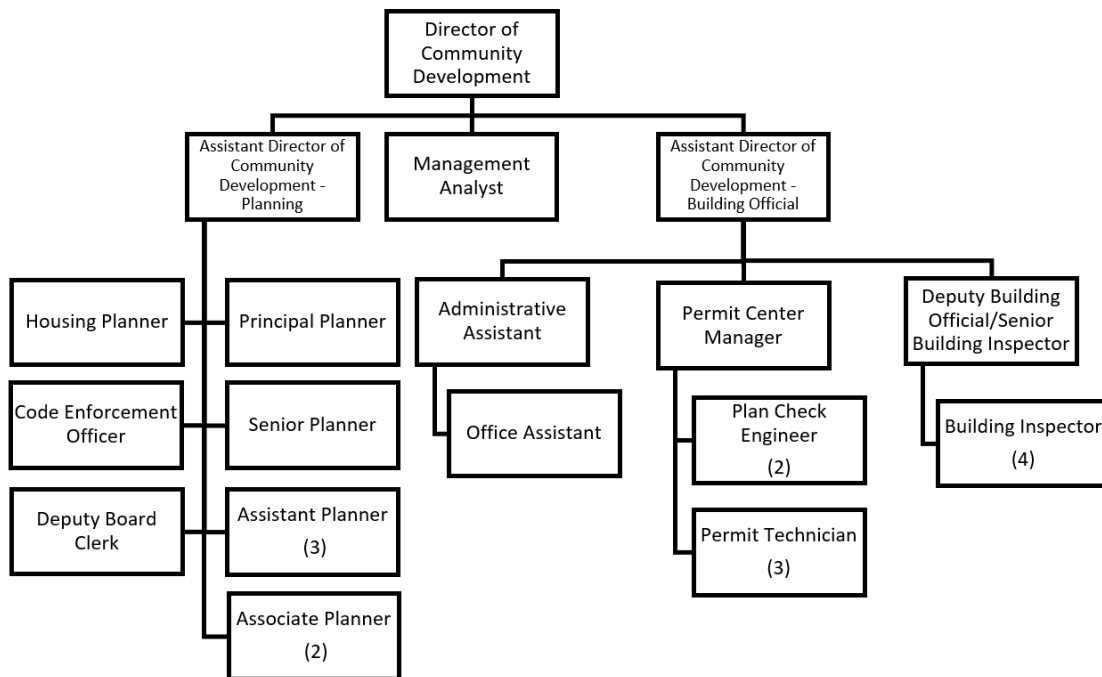 Director of
Community
Development
Assistant Director of
Community
Development -
Planning
Management
Analyst
Assistant Director of
Community
Development -
Building Official
Housing Planner
Principal Planner
Code Enforcement
Officer
Senior Planner
Deputy Board
Clerk
Assistant Planner
(3)
Associate Planner
(2)
Administrative
Assistant
Office Assistant
Permit Center
Manager
Plan Check
Engineer
(2)
Permit Technician
(3)
Deputy Building
Official/Senior
Building Inspector
Building Inspector
(4)